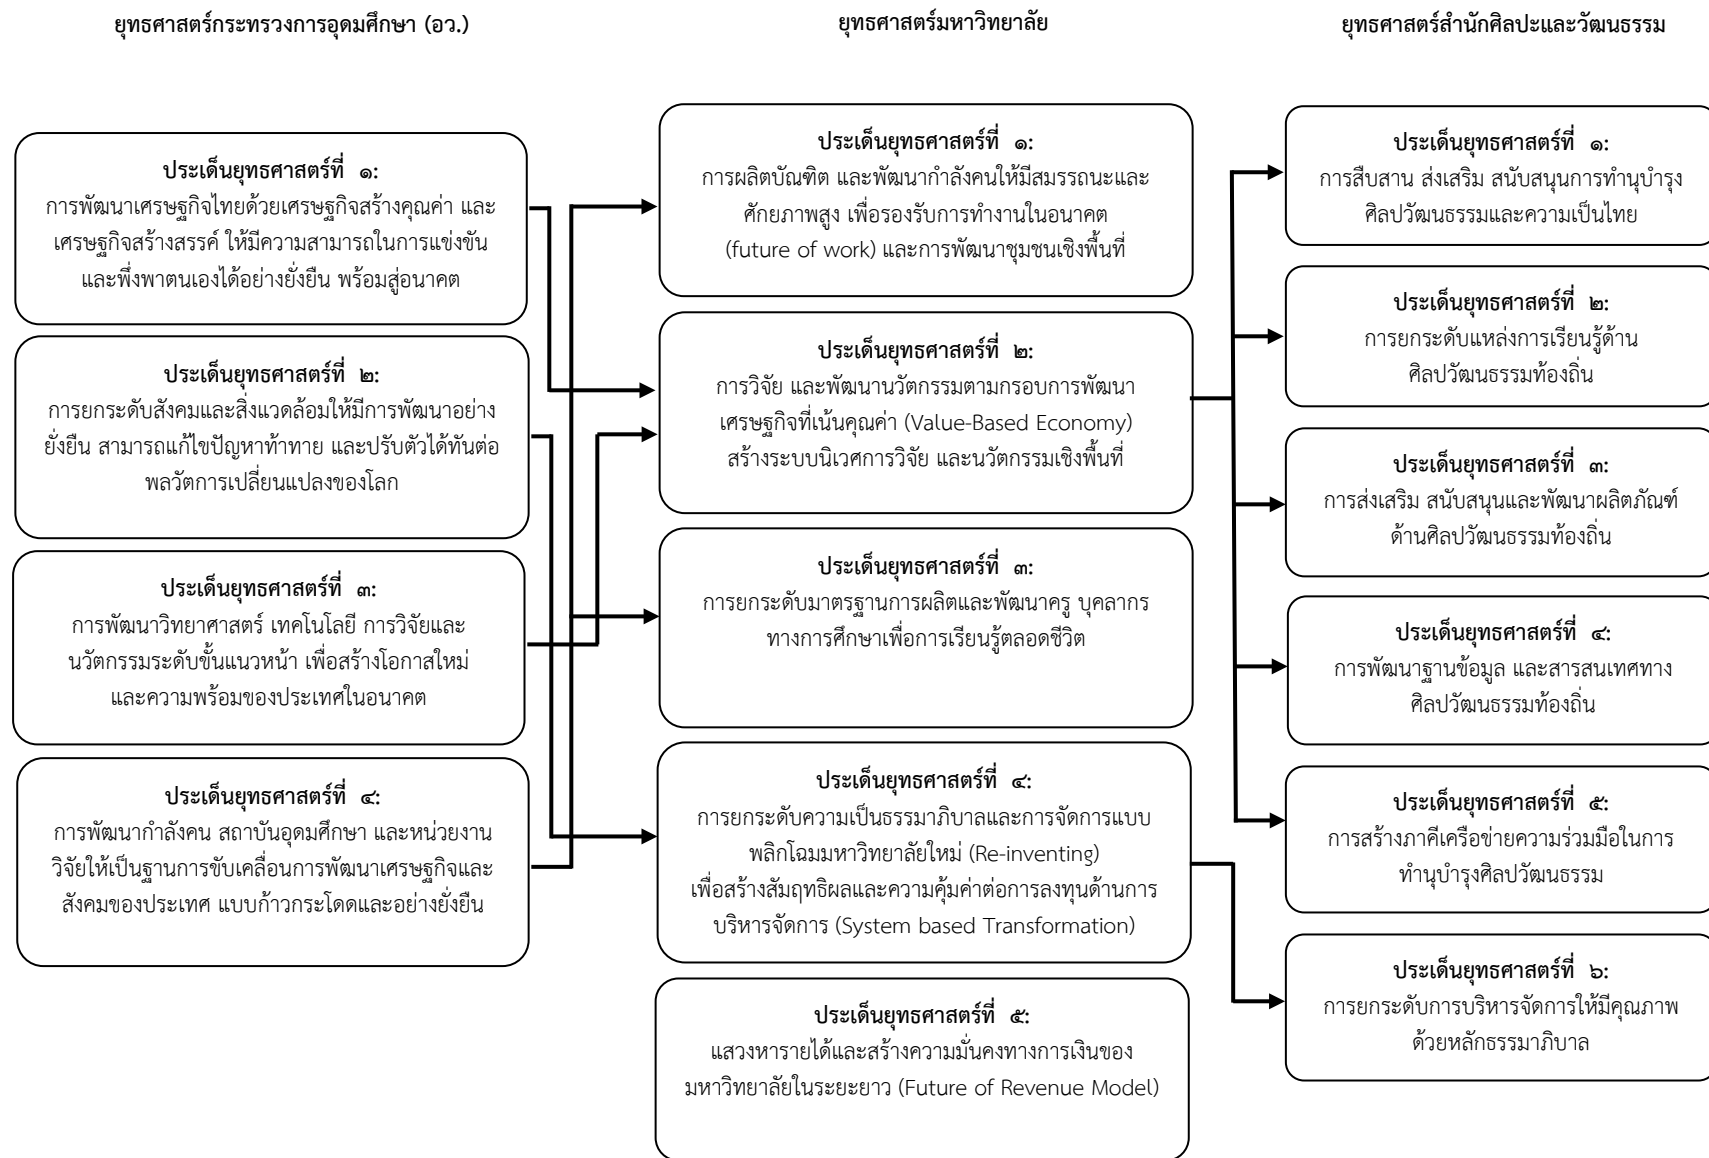 ยุทธศาสตร์กระทรวงการอุดมศึกษา (อว.)
ประเด็นยุทธศาสตร์ที่ ๑:
การพัฒนาเศรษฐกิจไทยด้วยเศรษฐกิจสร้างคุณค่า และ
เศรษฐกิจสร้างสรรค์ ให้มีความสามารถในการแข่งขัน
และพึ่งพาตนเองได้อย่างยั่งยืน พร้อมสู่อนาคต
ประเด็นยุทธศาสตร์ที่ ๒:
การยกระดับสังคมและสิ่งแวดล้อมให้มีการพัฒนาอย่าง
ยั่งยืน สามารถแก้ไขปัญหาท้าทาย และปรับตัวได้ทันต่อ
พลวัตการเปลี่ยนแปลงของโลก
ประเด็นยุทธศาสตร์ที่ ๓:
การพัฒนาวิทยาศาสตร์ เทคโนโลยี การวิจัยและ
นวัตกรรมระดับขั้นแนวหน้า เพื่อสร้างโอกาสใหม่
และความพร้อมของประเทศในอนาคต
ประเด็นยุทธศาสตร์ที่ ๔:
การพัฒนากำลังคน สถาบันอุดมศึกษา และหน่วยงาน
วิจัยให้เป็นฐานการขับเคลื่อนการพัฒนาเศรษฐกิจและ
สังคมของประเทศ แบบก้าวกระโดดและอย่างยั่งยืน
ยุทธศาสตร์มหาวิทยาลัย
ประเด็นยุทธศาสตร์ที่ ๑:
การผลิตบัณฑิต และพัฒนากำลังคนให้มีสมรรถนะและ
ศักยภาพสูง เพื่อรองรับการทำงานในอนาคต
(future of work) และการพัฒนาชุมชนเชิงพื้นที่
ประเด็นยุทธศาสตร์ที่ ๒:
การวิจัย และพัฒนานวัตกรรมตามกรอบการพัฒนา
เศรษฐกิจที่เน้นคุณค่า (Value-Based Economy)
สร้างระบบนิเวศการวิจัย และนวัตกรรมเชิงพื้นที่
ประเด็นยุทธศาสตร์ที่ ๓:
การยกระดับมาตรฐานการผลิตและพัฒนาครู บุคลากร
ทางการศึกษาเพื่อการเรียนรู้ตลอดชีวิต
ประเด็นยุทธศาสตร์ที่ ๔:
การยกระดับความเป็นธรรมาภิบาลและการจัดการแบบ
พลิกโฉมมหาวิทยาลัยใหม่ (Re-inventing)
เพื่อสร้างสัมฤทธิผลและความคุ้มค่าต่อการลงทุนด้านการ
บริหารจัดการ (System based Transformation)
ประเด็นยุทธศาสตร์ที่ ๕:
แสวงหารายได้และสร้างความมั่นคงทางการเงินของ
มหาวิทยาลัยในระยะยาว (Future of Revenue Model)
ยุทธศาสตร์สำนักศิลปะและวัฒนธรรม
ประเด็นยุทธศาสตร์ที่ ๑:
การสืบสาน ส่งเสริม สนับสนุนการทำนุบำรุง
ศิลปวัฒนธรรมและความเป็นไทย
ประเด็นยุทธศาสตร์ที่ ๒:
การยกระดับแหล่งการเรียนรู้ด้าน
ศิลปวัฒนธรรมท้องถิ่น
ประเด็นยุทธศาสตร์ที่ ๓:
การส่งเสริม สนับสนุนและพัฒนาผลิตภัณฑ์
ด้านศิลปวัฒนธรรมท้องถิ่น
ประเด็นยุทธศาสตร์ที่ ๔:
การพัฒนาฐานข้อมูล และสารสนเทศทาง
ศิลปวัฒนธรรมท้องถิ่น
ประเด็นยุทธศาสตร์ที่ ๕:
การสร้างภาคีเครือข่ายความร่วมมือในการ
ทำนุบำรุงศิลปวัฒนธรรม
ประเด็นยุทธศาสตร์ที่ ๖:
การยกระดับการบริหารจัดการให้มีคุณภาพ
ด้วยหลักธรรมาภิบาล